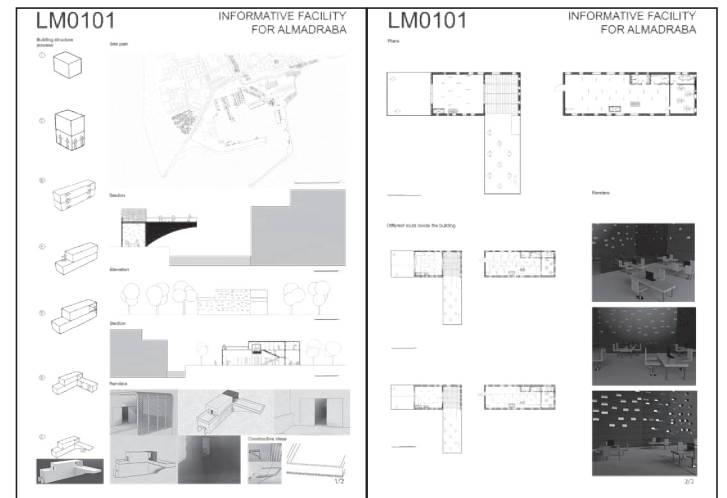 LM0101
INFORMATIVE FACILITY
FOR ALMADRABA
Building structure
process
Site plan
Section
Elevation
Section
Renders
Constructive ideas
1/2
LM0101
INFORMATIVE FACILITY
FOR ALMADRABA
Plans
Renders
Different routs inside the building
2/2